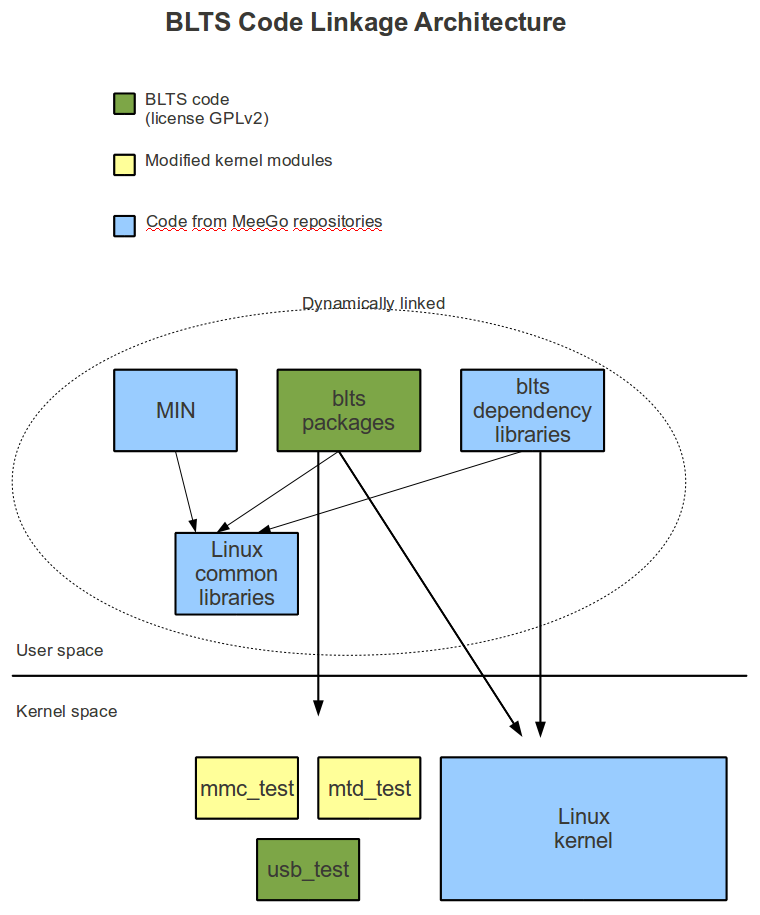 BLTS Code Linkage Architecture
BLTS code
(license GPLv2)
Modified kernel modules
Code from MeeGo repositories
Dynamically linked
MIN
blts
packages
blts
dependency
libraries
Linux
common
libraries
User space
Kernel space
mmc_test
mtd_test
Linux
kernel
usb_test